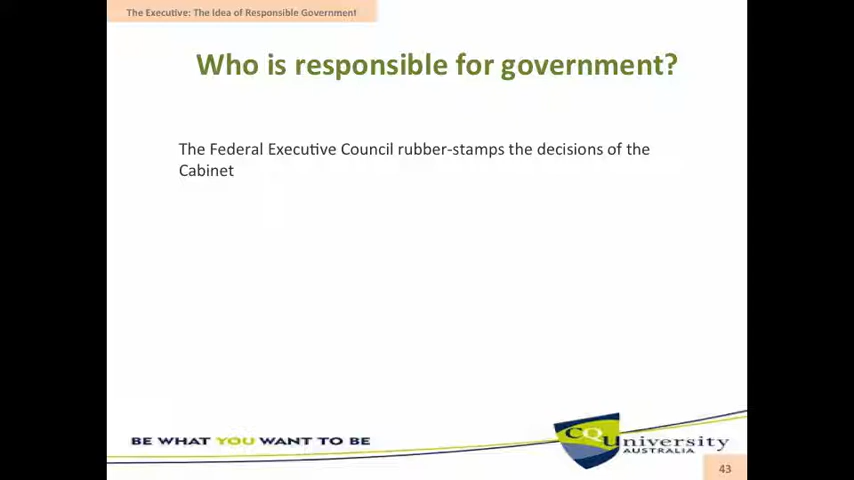 The Executive: The Idea of Responsible Government
Who is responsible for government?
The Federal Executive Council rubber-stamps the decisions of the
Cabinet
BE WHAT YOU WANT TO BE
CQUniversity
AUSTRALIA
43